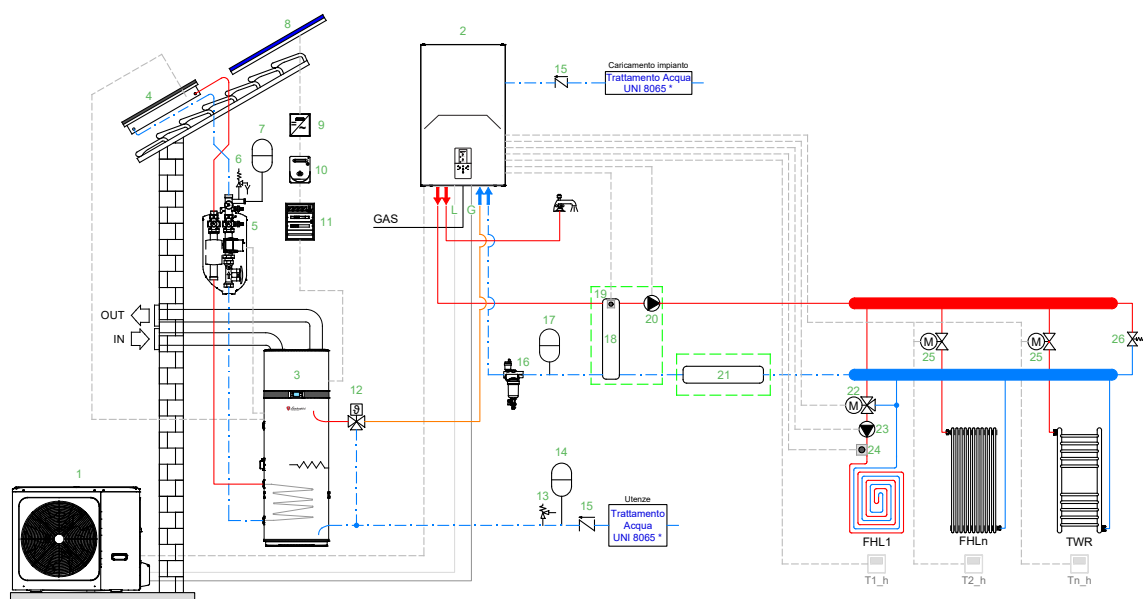 8
2
Caricamento impianto
15
Trattamento Acqua
UNI 8065 *
4
7
9
6
10
5
11
L
G
GAS
OUT
IN
19
20
17
18
16
21
26
M
25
M
25
3
12
22
M
23
24
14
13
15
Utenze
Trattamento
Acqua
UNI 8065 *
1
FHL1
FHLn
TWR
T1_h
T2_h
Tn_h